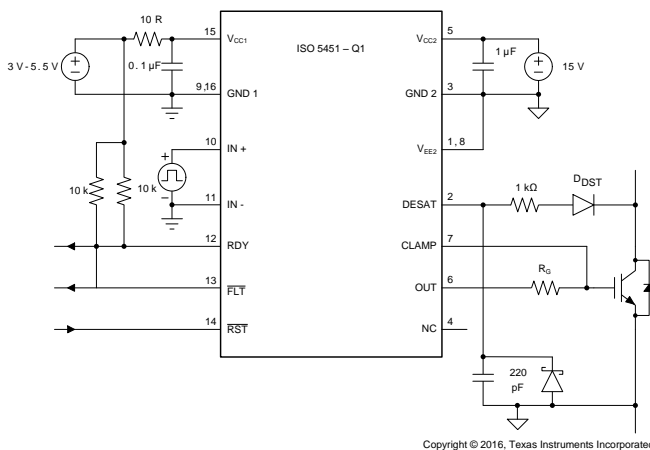 10 R
15
V_CC1
ISO 5451 – Q1
V_CC2
5
3 V - 5.5 V
0. 1 µF
1 µF
15 V
9,16
GND 1
GND 2
3
10
IN +
V_EE2
1, 8
10 k
10 k
11
IN -
DESAT
2
1 kΩ
D_DST
12
RDY
CLAMP
7
13
FLT
OUT
6
R_G
14
RST
NC
4
220
pF
Copyright © 2016, Texas Instruments Incorporated